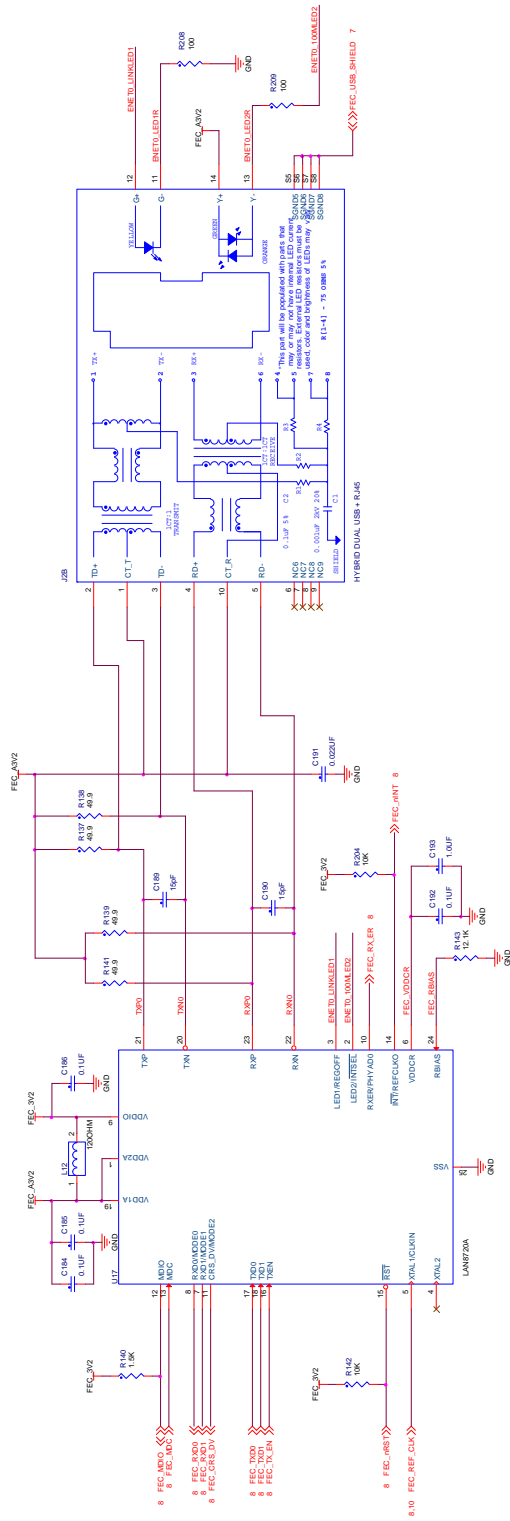 FEC_3V2
R140
1.5K
8 FEC_MDIO
8 FEC_MDC
8 FEC_RXD0
8 FEC_RXD1
8 FEC_CRS_DV
8 FEC_TXD0
8 FEC_TXD1
8 FEC_TX_EN
FEC_3V2
R142
10K
8 FEC_nRST
8,10 FEC_REF_CLK
FEC_A3V2
C184
0.1UF
C185
0.1UF
GND
L12
120OHM
1
2
FEC_3V2
C186
0.1UF
GND
U17
19
VDD1A
1
VDD2A
9
VDDIO
12
MDIO
13
MDC
8
RXD0/MODE0
7
RXD1/MODE1
11
CRS_DV/MODE2
17
TXD0
18
TXD1
16
TXEN
15
RST
5
XTAL1/CLKIN
4
XTAL2
TXP
21
TXP0
TXN
20
TXN0
RXP
23
RXP0
RXN
22
RXN0
LED1/REGOFF
3
ENET0_LINKLED1
LED2/INTSEL
2
ENET0_100MLED2
RXER/PHYAD0
10
FEC_RX_ER 8
INT/REFCLKO
14
FEC_nINT 8
VDDCR
6
FEC_VDDCR
RBIAS
24
FEC_RBIAS
VSS
GND
LAN8720A
FEC_A3V2
R141
49.9
R139
49.9
R137
49.9
R138
49.9
C189
15pF
C190
15pF
C191
0.022UF
GND
FEC_3V2
R204
10K
C192
0.1UF
C193
1.0UF
GND
R143
12.1K
GND
J2B
2
TD+
1
CT_T
3
TD-
4
RD+
10
CT_R
5
RD-
6
NC6
7
NC7
8
NC8
9
NC9
1CT:1
TRANSMIT
1CT:1CT
RECEIVE
C2
0.1uF 5%
R1
R2
R3
R4
0.001uF 2KV 20%
C1
SHIELD
1
TX+
2
TX-
3
RX+
6
RX-
4
5
7
8
*This part will be populated with parts that
may or may not have internal LED current
resistors. External LED resistors must be
used, color and brightness of LEDs may vary
R[1-4] - 75 OHMS 5%
YELLOW
GREEN
ORANGE
G+
12
ENET0_LINKLED1
G-
11
ENET0_LED1R
R208
100
GND
FEC_A3V2
Y+
14
Y-
13
ENET0_LED2R
R209
100
ENET0_100MLED2
SGND5
S5
SGND6
S6
SGND7
S7
SGND8
S8
FEC_USB_SHIELD 7
HYBRID DUAL USB + RJ45